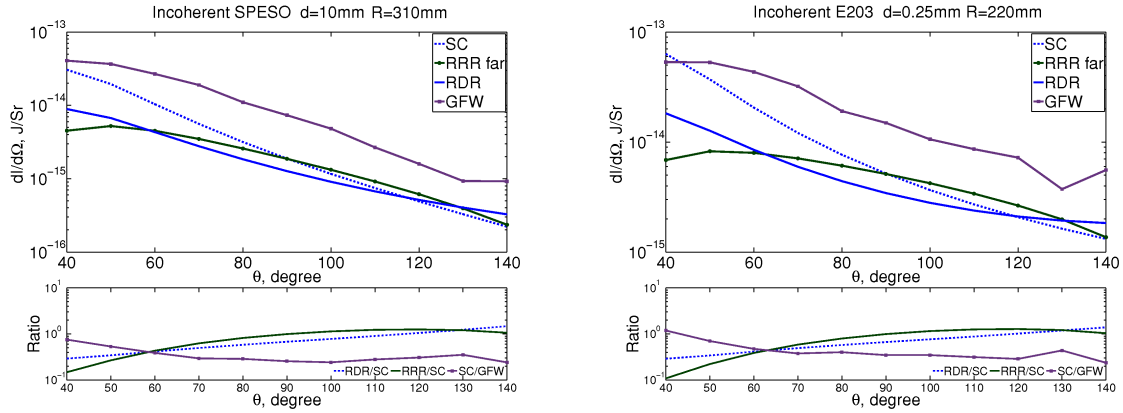 Incoherent SPESO d=10mm R=310mm
10^-13
10^-14
10^-15
10^-16
dI/dΩ, J/Sr
SC
RRR far
RDR
GFW
40 60 80 100 120 140
θ, degree
10^1
10^0
10^-1
Ratio
RDR/SC RRR/SC SC/GFW
40 50 60 70 80 90 100 110 120 130 140
θ, degree
Incoherent E203 d=0.25mm R=220mm
10^-13
10^-14
10^-15
dI/dΩ, J/Sr
SC
RRR far
RDR
GFW
40 60 80 100 120 140
θ, degree
10^1
10^0
10^-1
Ratio
RDR/SC RRR/SC SC/GFW
40 50 60 70 80 90 100 110 120 130 140
θ, degree